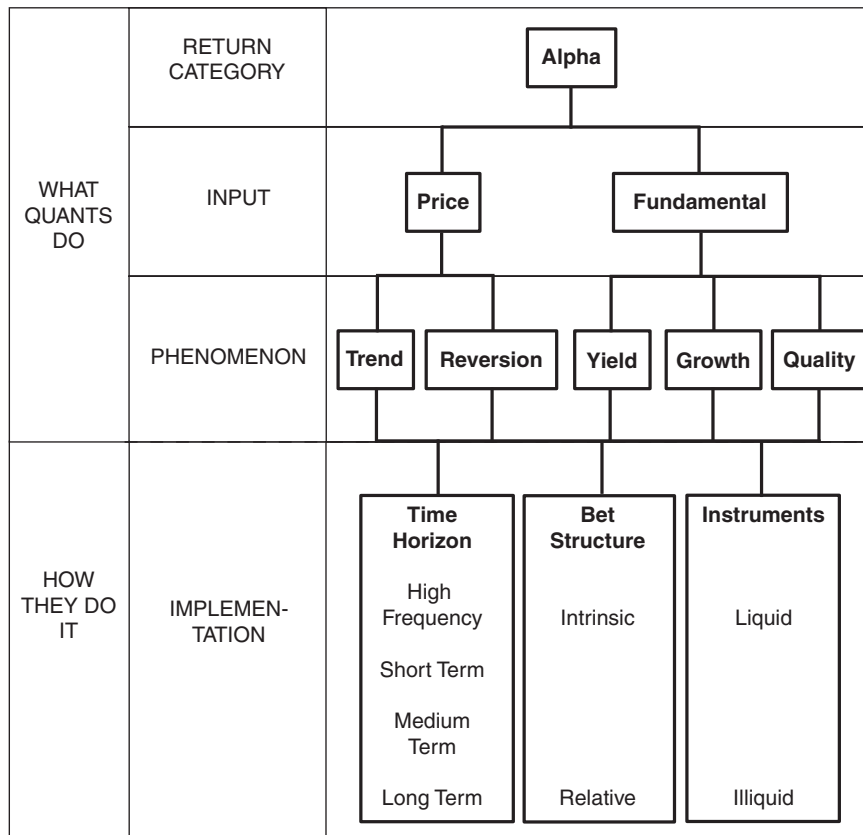 RETURN
CATEGORY
Alpha
WHAT
QUANTS
DO
INPUT
Price
Fundamental
PHENOMENON
Trend
Reversion
Yield
Growth
Quality
HOW
THEY DO
IT
IMPLEMEN-
TATION
Time
Horizon
High
Frequency
Short Term
Medium
Term
Long Term
Bet
Structure
Intrinsic
Relative
Instruments
Liquid
Illiquid